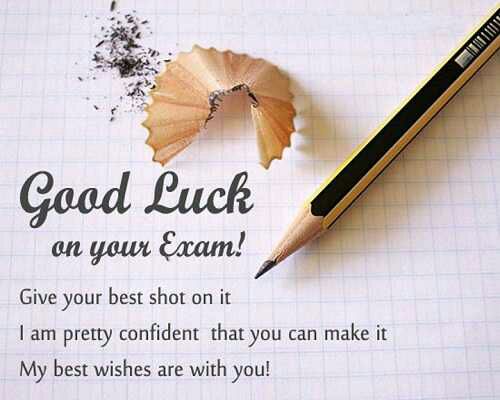 Good Luck
on your Exam!
Give your best shot on it
I am pretty confident that you can make it
My best wishes are with you!